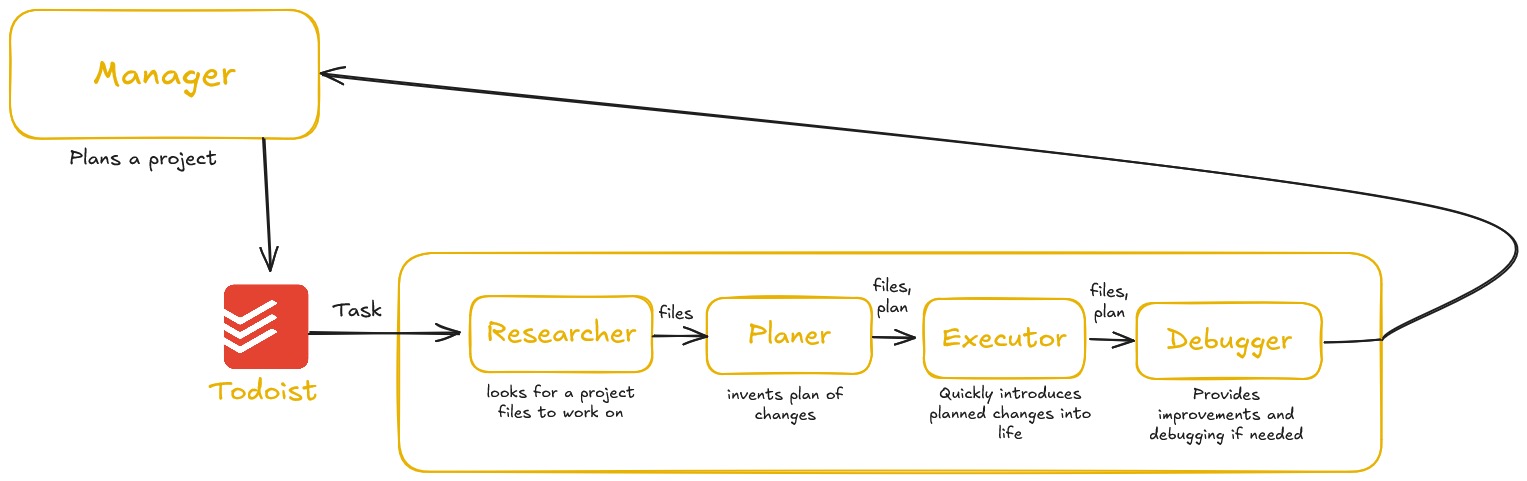 Manager
Plans a project
Todoist
Task
Researcher
looks for a project
files to work on
files
Planer
invents plan of
changes
files,
plan
Executor
Quickly introduces
planned changes into
life
files,
plan
Debugger
Provides
improvements and
debugging if needed